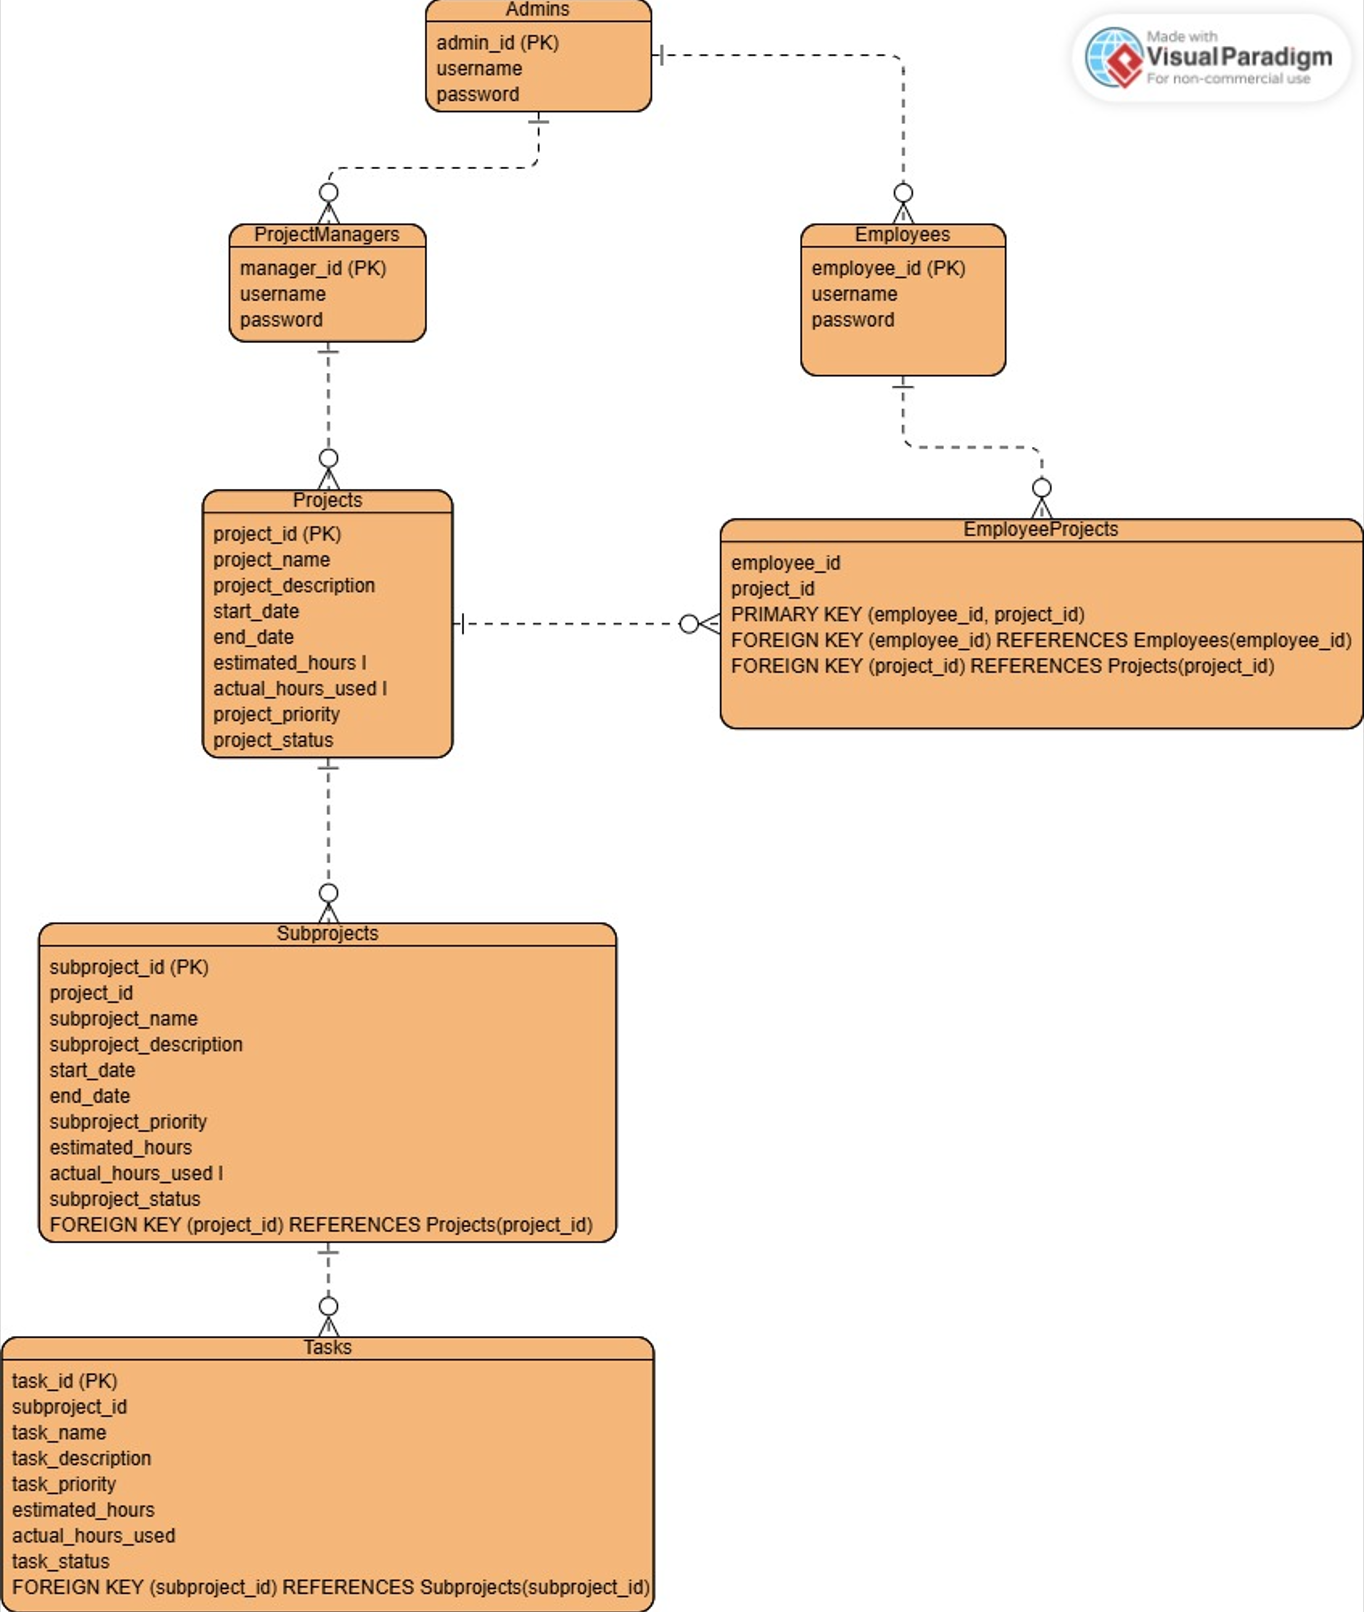 Admins
admin_id (PK)
username
password
Made with
VisualParadigm
For non-commercial use
ProjectManagers
manager_id (PK)
username
password
Employees
employee_id (PK)
username
password
Projects
project_id (PK)
project_name
project_description
start_date
end_date
estimated_hours I
actual_hours_used I
project_priority
project_status
EmployeeProjects
employee_id
project_id
PRIMARY KEY (employee_id, project_id)
FOREIGN KEY (employee_id) REFERENCES Employees(employee_id)
FOREIGN KEY (project_id) REFERENCES Projects(project_id)
Subprojects
subproject_id (PK)
project_id
subproject_name
subproject_description
start_date
end_date
subproject_priority
estimated_hours
actual_hours_used I
subproject_status
FOREIGN KEY (project_id) REFERENCES Projects(project_id)
Tasks
task_id (PK)
subproject_id
task_name
task_description
task_priority
estimated_hours
actual_hours_used
task_status
FOREIGN KEY (subproject_id) REFERENCES Subprojects(subproject_id)